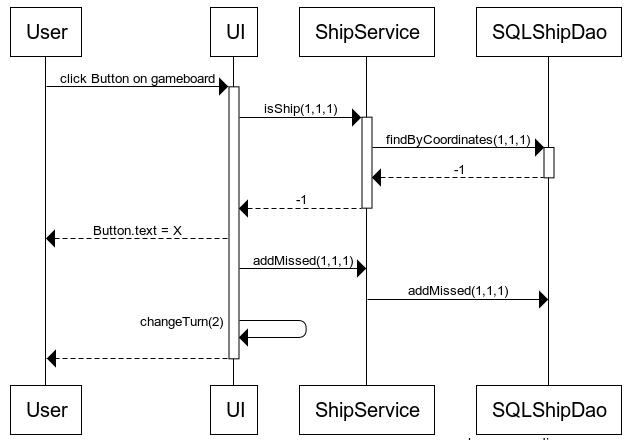 User
UI
ShipService
SQLShipDao
click Button on gameboard
isShip(1,1,1)
findByCoordinates(1,1,1)
-1
-1
Button.text = X
addMissed(1,1,1)
addMissed(1,1,1)
changeTurn(2)
User
UI
ShipService
SQLShipDao